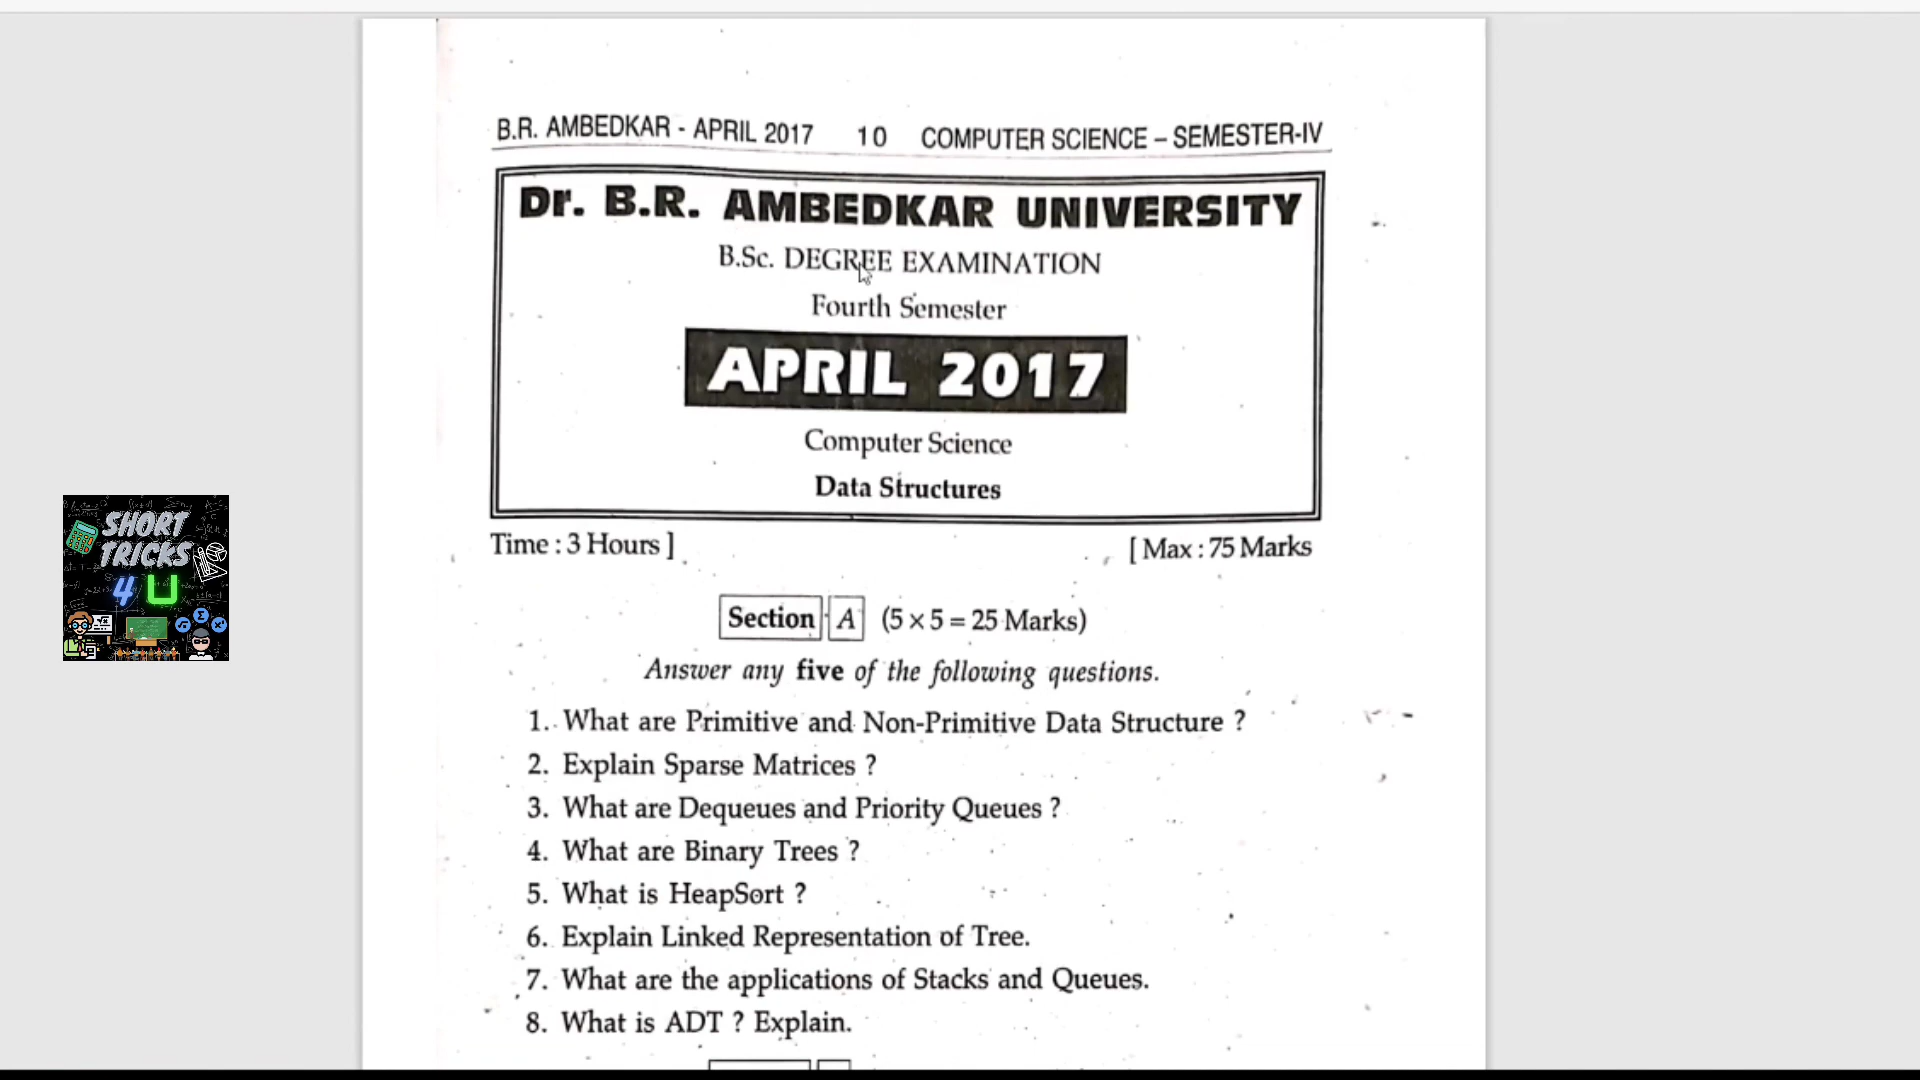 B.R. AMBEDKAR - APRIL 2017 10 COMPUTER SCIENCE – SEMESTER-IV
Dr. B.R. AMBEDKAR UNIVERSITY
B.Sc. DEGREE EXAMINATION
Fourth Semester
APRIL 2017
Computer Science
Data Structures
Time : 3 Hours ] [ Max : 75 Marks
Section A (5 × 5 = 25 Marks)
Answer any five of the following questions.
1. What are Primitive and Non-Primitive Data Structure ?
2. Explain Sparse Matrices ?
3. What are Dequeues and Priority Queues ?
4. What are Binary Trees ?
5. What is HeapSort ?
6. Explain Linked Representation of Tree.
7. What are the applications of Stacks and Queues.
8. What is ADT ? Explain.
SHORT
TRICKS
4 U